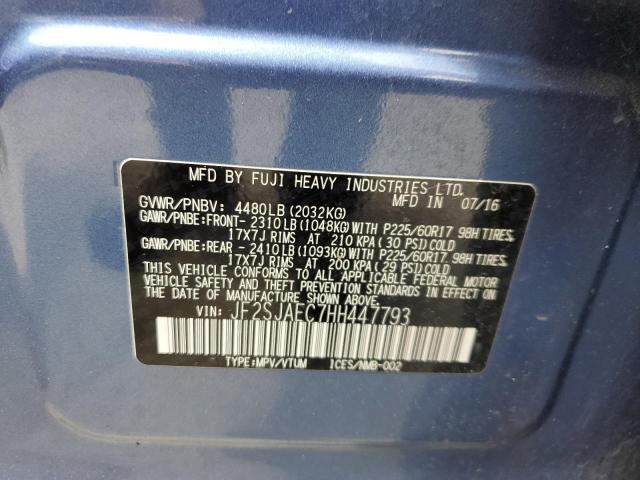 MFD BY FUJI HEAVY INDUSTRIES LTD.
MFD IN 07/16
GVWR/PNBV: 4480LB(2032KG)
GAWR/PNBE:FRONT-2310LB(1048KG)WITH P225/60R17 98H TIRES,
17X7J RIMS AT 210 KPA(30 PSI)COLD
GAWR/PNBE:REAR -2410LB(1093KG)WITH P225/60R17 98H TIRES,
17X7J RIMS AT 200 KPA(29 PSI)COLD
THIS VEHICLE CONFORMS TO ALL APPLICABLE FEDERAL MOTOR
VEHICLE SAFETY AND THEFT PREVENTION STANDARDS IN EFFECT
ON THE DATE OF MANUFACTURE SHOWN ABOVE.
VIN: JF2SJAEC7HH447793
TYPE:MPV/VTUM ICES/NMB-002